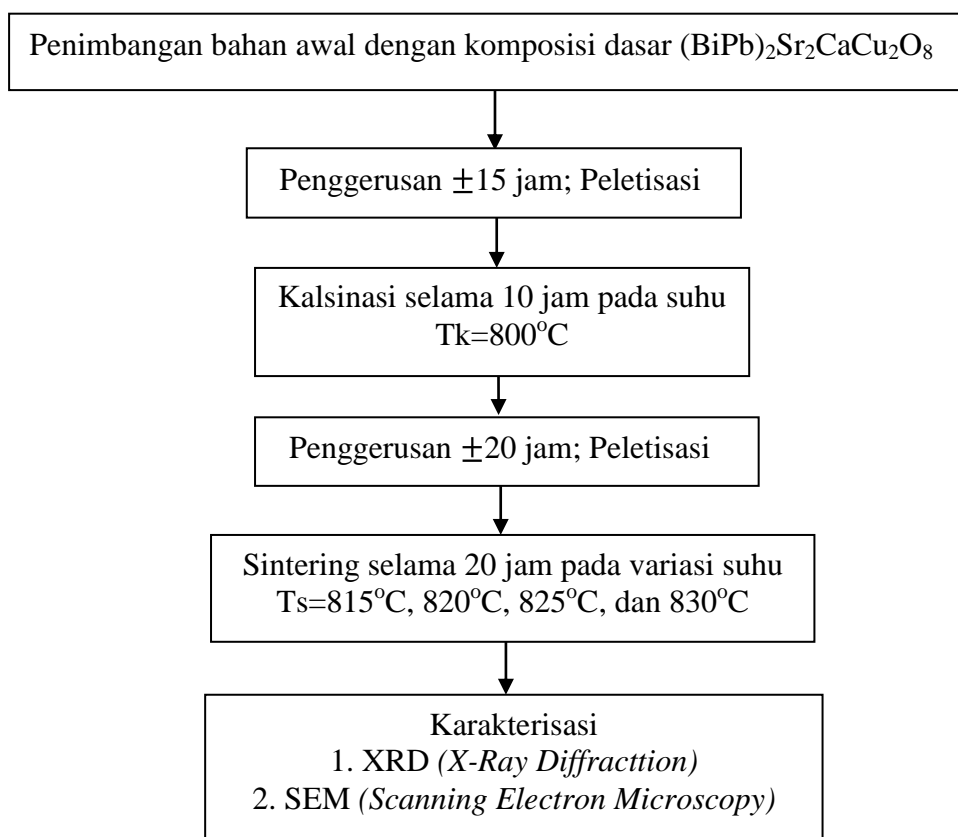 Penimbangan bahan awal dengan komposisi dasar (BiPb)₂Sr₂CaCu₂O₈
Penggerusan ±15 jam; Peletisasi
Kalsinasi selama 10 jam pada suhu
Tk=800°C
Penggerusan ±20 jam; Peletisasi
Sintering selama 20 jam pada variasi suhu
Ts=815°C, 820°C, 825°C, dan 830°C
Karakterisasi
1. XRD (X-Ray Diffracttion)
2. SEM (Scanning Electron Microscopy)